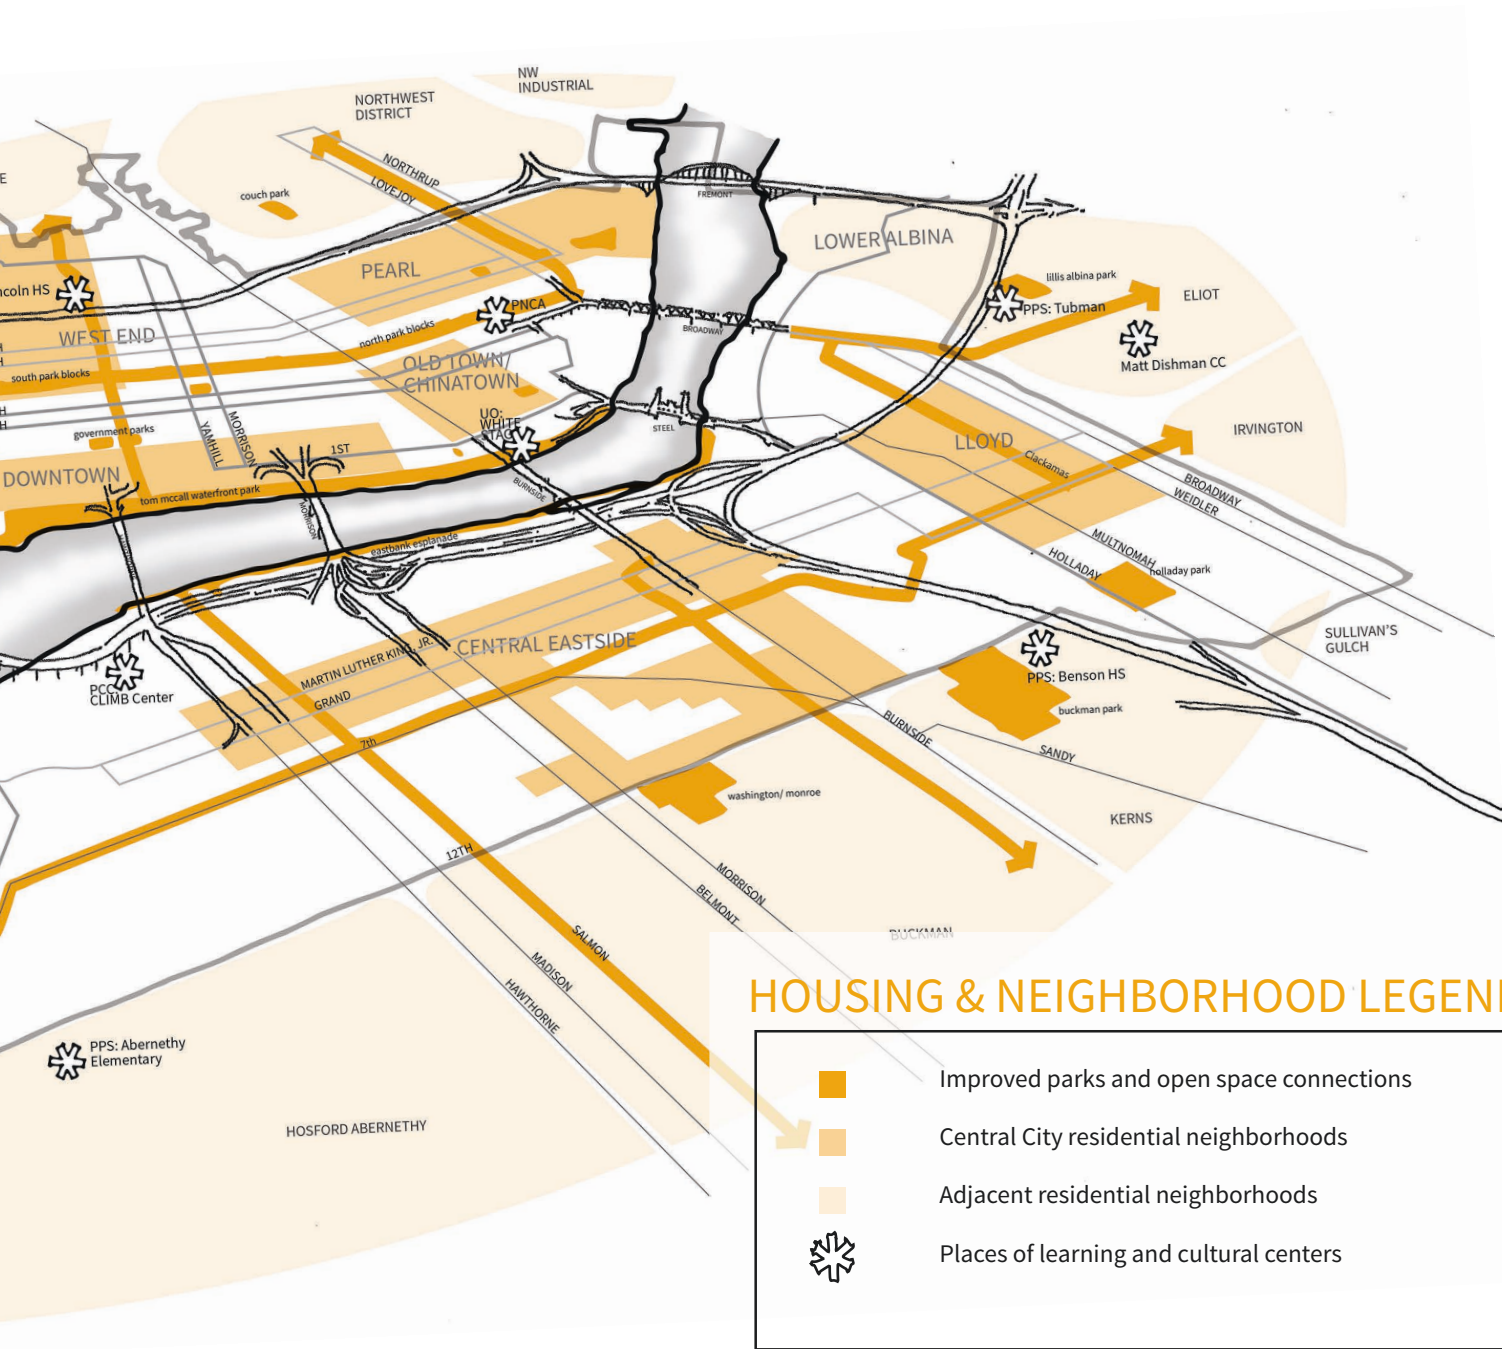 NW
INDUSTRIAL
NORTHWEST
DISTRICT
E
NORTHRUP
LOVEJOY
couch park
FREMONT
LOWER ALBINA
PEARL
lillis albina park
ELIOT
PPS: Tubman
coln HS
PNCA
BROADWAY
north park blocks
WEST END
OLD TOWN/
CHINATOWN
Matt Dishman CC
H
H
south park blocks
H
H
UO:
WHITE
STAG
STEEL
government parks
YAMHILL
MORRISON
1ST
LLOYD
Clackamas
IRVINGTON
DOWNTOWN
tom mccall waterfront park
BURNSIDE
MORRISON
BROADWAY
WEIDLER
eastbank esplanade
MULTNOMAH
HOLLADAY
holladay park
SULLIVAN'S
GULCH
CENTRAL EASTSIDE
MARTIN LUTHER KING, JR.
GRAND
PCC:
CLIMB Center
PPS: Benson HS
buckman park
BURNSIDE
SANDY
7th
washington/ monroe
KERNS
12TH
MORRISON
BELMONT
BUCKMAN
SALMON
MADISON
HAWTHORNE
PPS: Abernethy
Elementary
HOSFORD ABERNETHY
HOUSING & NEIGHBORHOOD LEGEN
Improved parks and open space connections
Central City residential neighborhoods
Adjacent residential neighborhoods
Places of learning and cultural centers